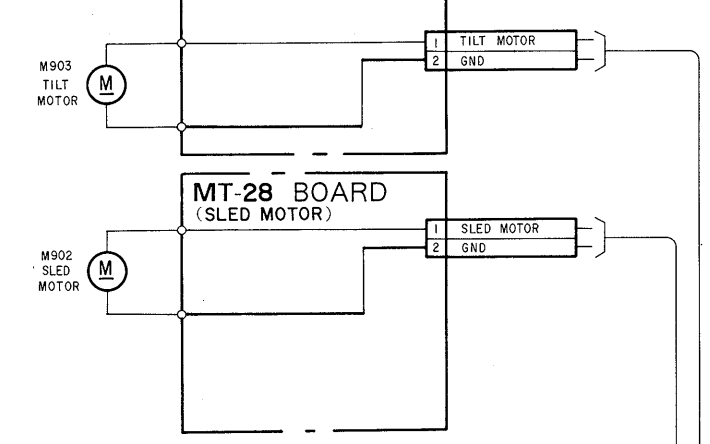 1 TILT MOTOR
2 GND
M903
TILT
MOTOR
M
MT-28 BOARD
(SLED MOTOR)
1 SLED MOTOR
2 GND
M902
SLED
MOTOR
M